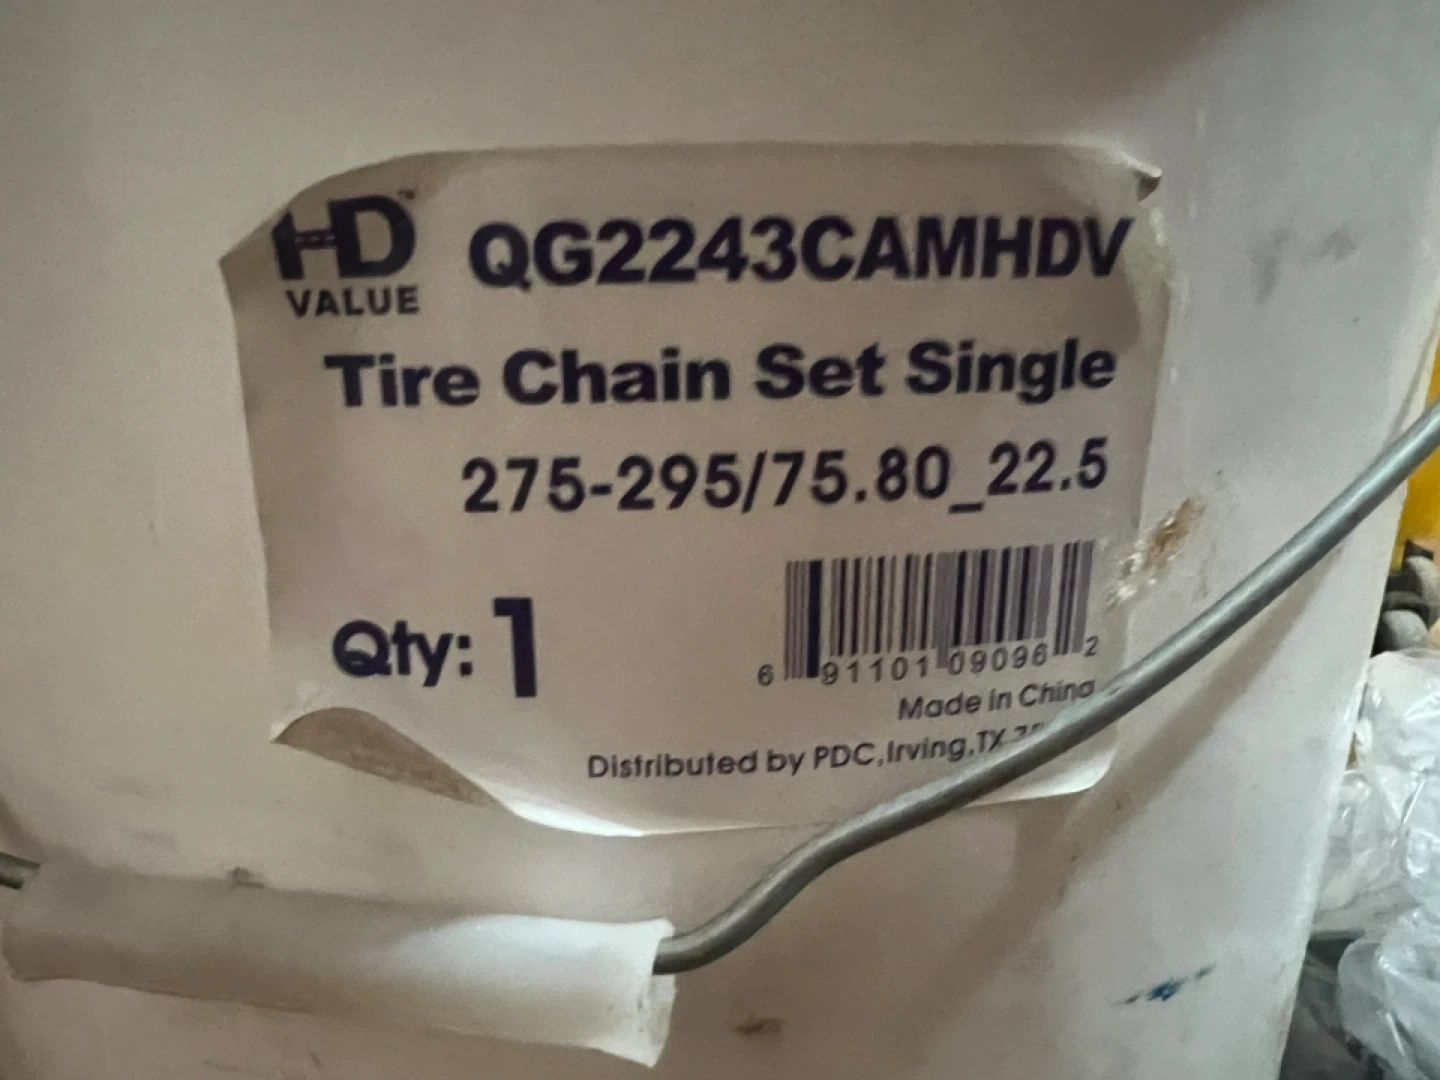 HD™ VALUE
QG2243CAMHDV
Tire Chain Set Single
275-295/75.80_22.5
Qty: 1
6 91101 09096 2
Made in China
Distributed by PDC,Irving,TX